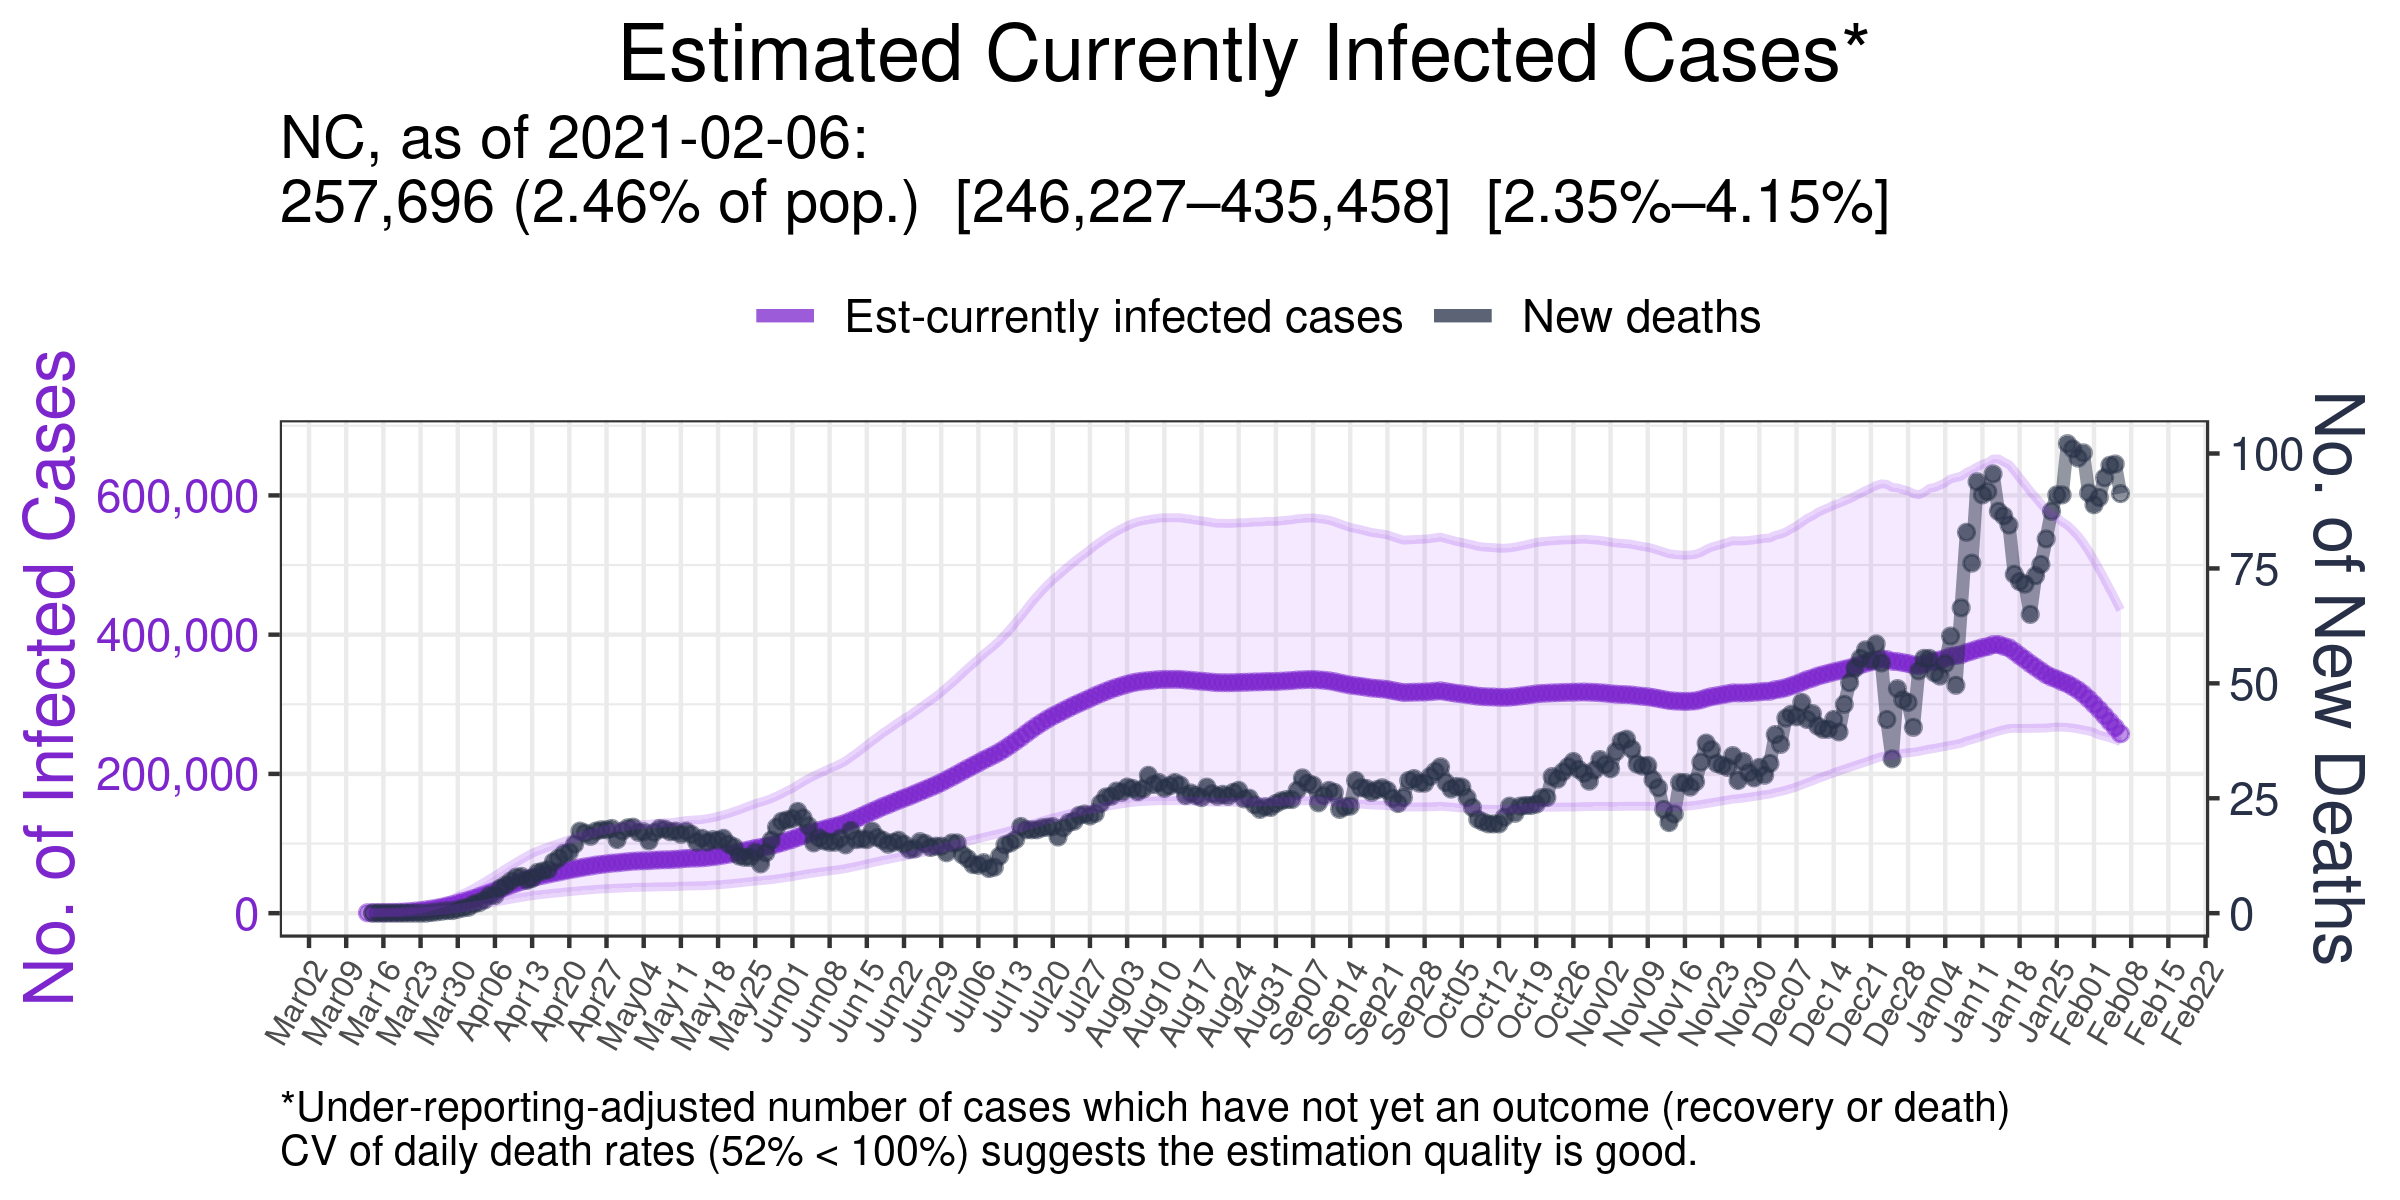 Estimated Currently Infected Cases*
NC, as of 2021-02-06:
257,696 (2.46% of pop.)  [246,227–435,458]  [2.35%–4.15%]
Est-currently infected cases
New deaths
No. of Infected Cases
600,000
400,000
200,000
0
No. of New Deaths
100
75
50
25
0
Mar02
Mar09
Mar16
Mar23
Mar30
Apr06
Apr13
Apr20
Apr27
May04
May11
May18
May25
Jun01
Jun08
Jun15
Jun22
Jun29
Jul06
Jul13
Jul20
Jul27
Aug03
Aug10
Aug17
Aug24
Aug31
Sep07
Sep14
Sep21
Sep28
Oct05
Oct12
Oct19
Oct26
Nov02
Nov09
Nov16
Nov23
Nov30
Dec07
Dec14
Dec21
Dec28
Jan04
Jan11
Jan18
Jan25
Feb01
Feb08
Feb15
Feb22
*Under-reporting-adjusted number of cases which have not yet an outcome (recovery or death)
CV of daily death rates (52% < 100%) suggests the estimation quality is good.